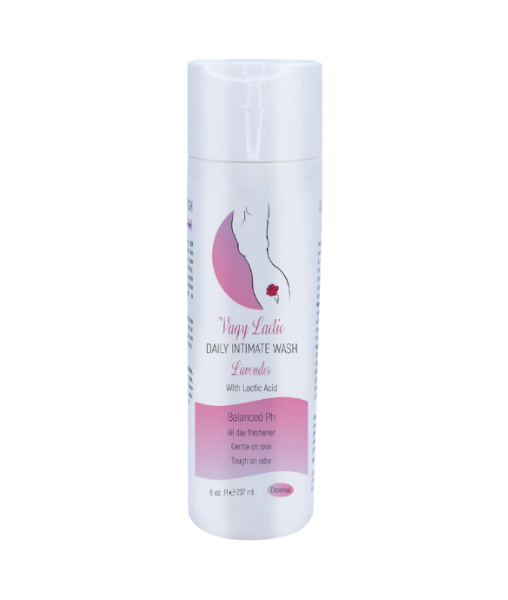 Vagy Lactic
DAILY INTIMATE WASH
Lavender
With Lactic Acid
Balanced Ph
All day freshener
Gentle on skin
Tough on odor
8 oz. Fl ℮ 237 ml
External